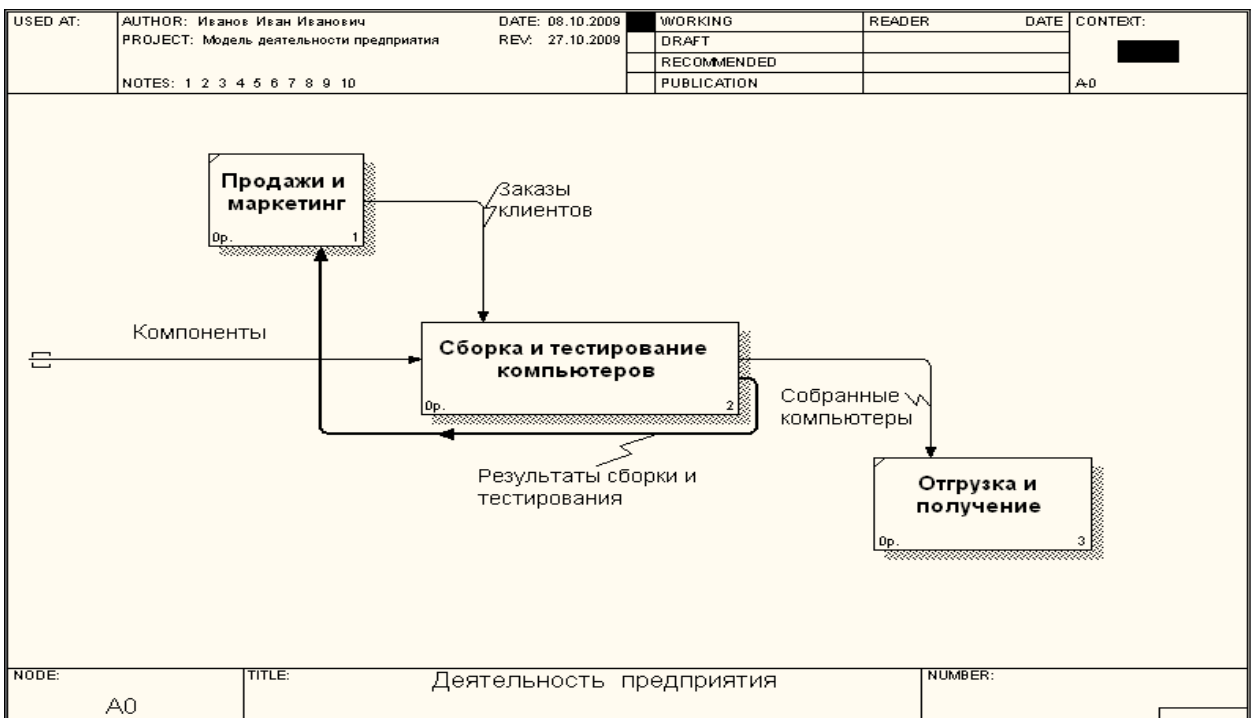 USED AT:
AUTHOR: Иванов Иван Иванович
DATE: 08.10.2009
WORKING
READER
DATE
CONTEXT:
PROJECT: Модель деятельности предприятия
REV: 27.10.2009
DRAFT
RECOMMENDED
NOTES: 1 2 3 4 5 6 7 8 9 10
PUBLICATION
A-0
Продажи и
маркетинг
0р.
1
Заказы
клиентов
Компоненты
Сборка и тестирование
компьютеров
0р.
2
Собранные
компьютеры
Результаты сборки и
тестирования
Отгрузка и
получение
0р.
3
NODE:
TITLE:
Деятельность предприятия
NUMBER:
A0